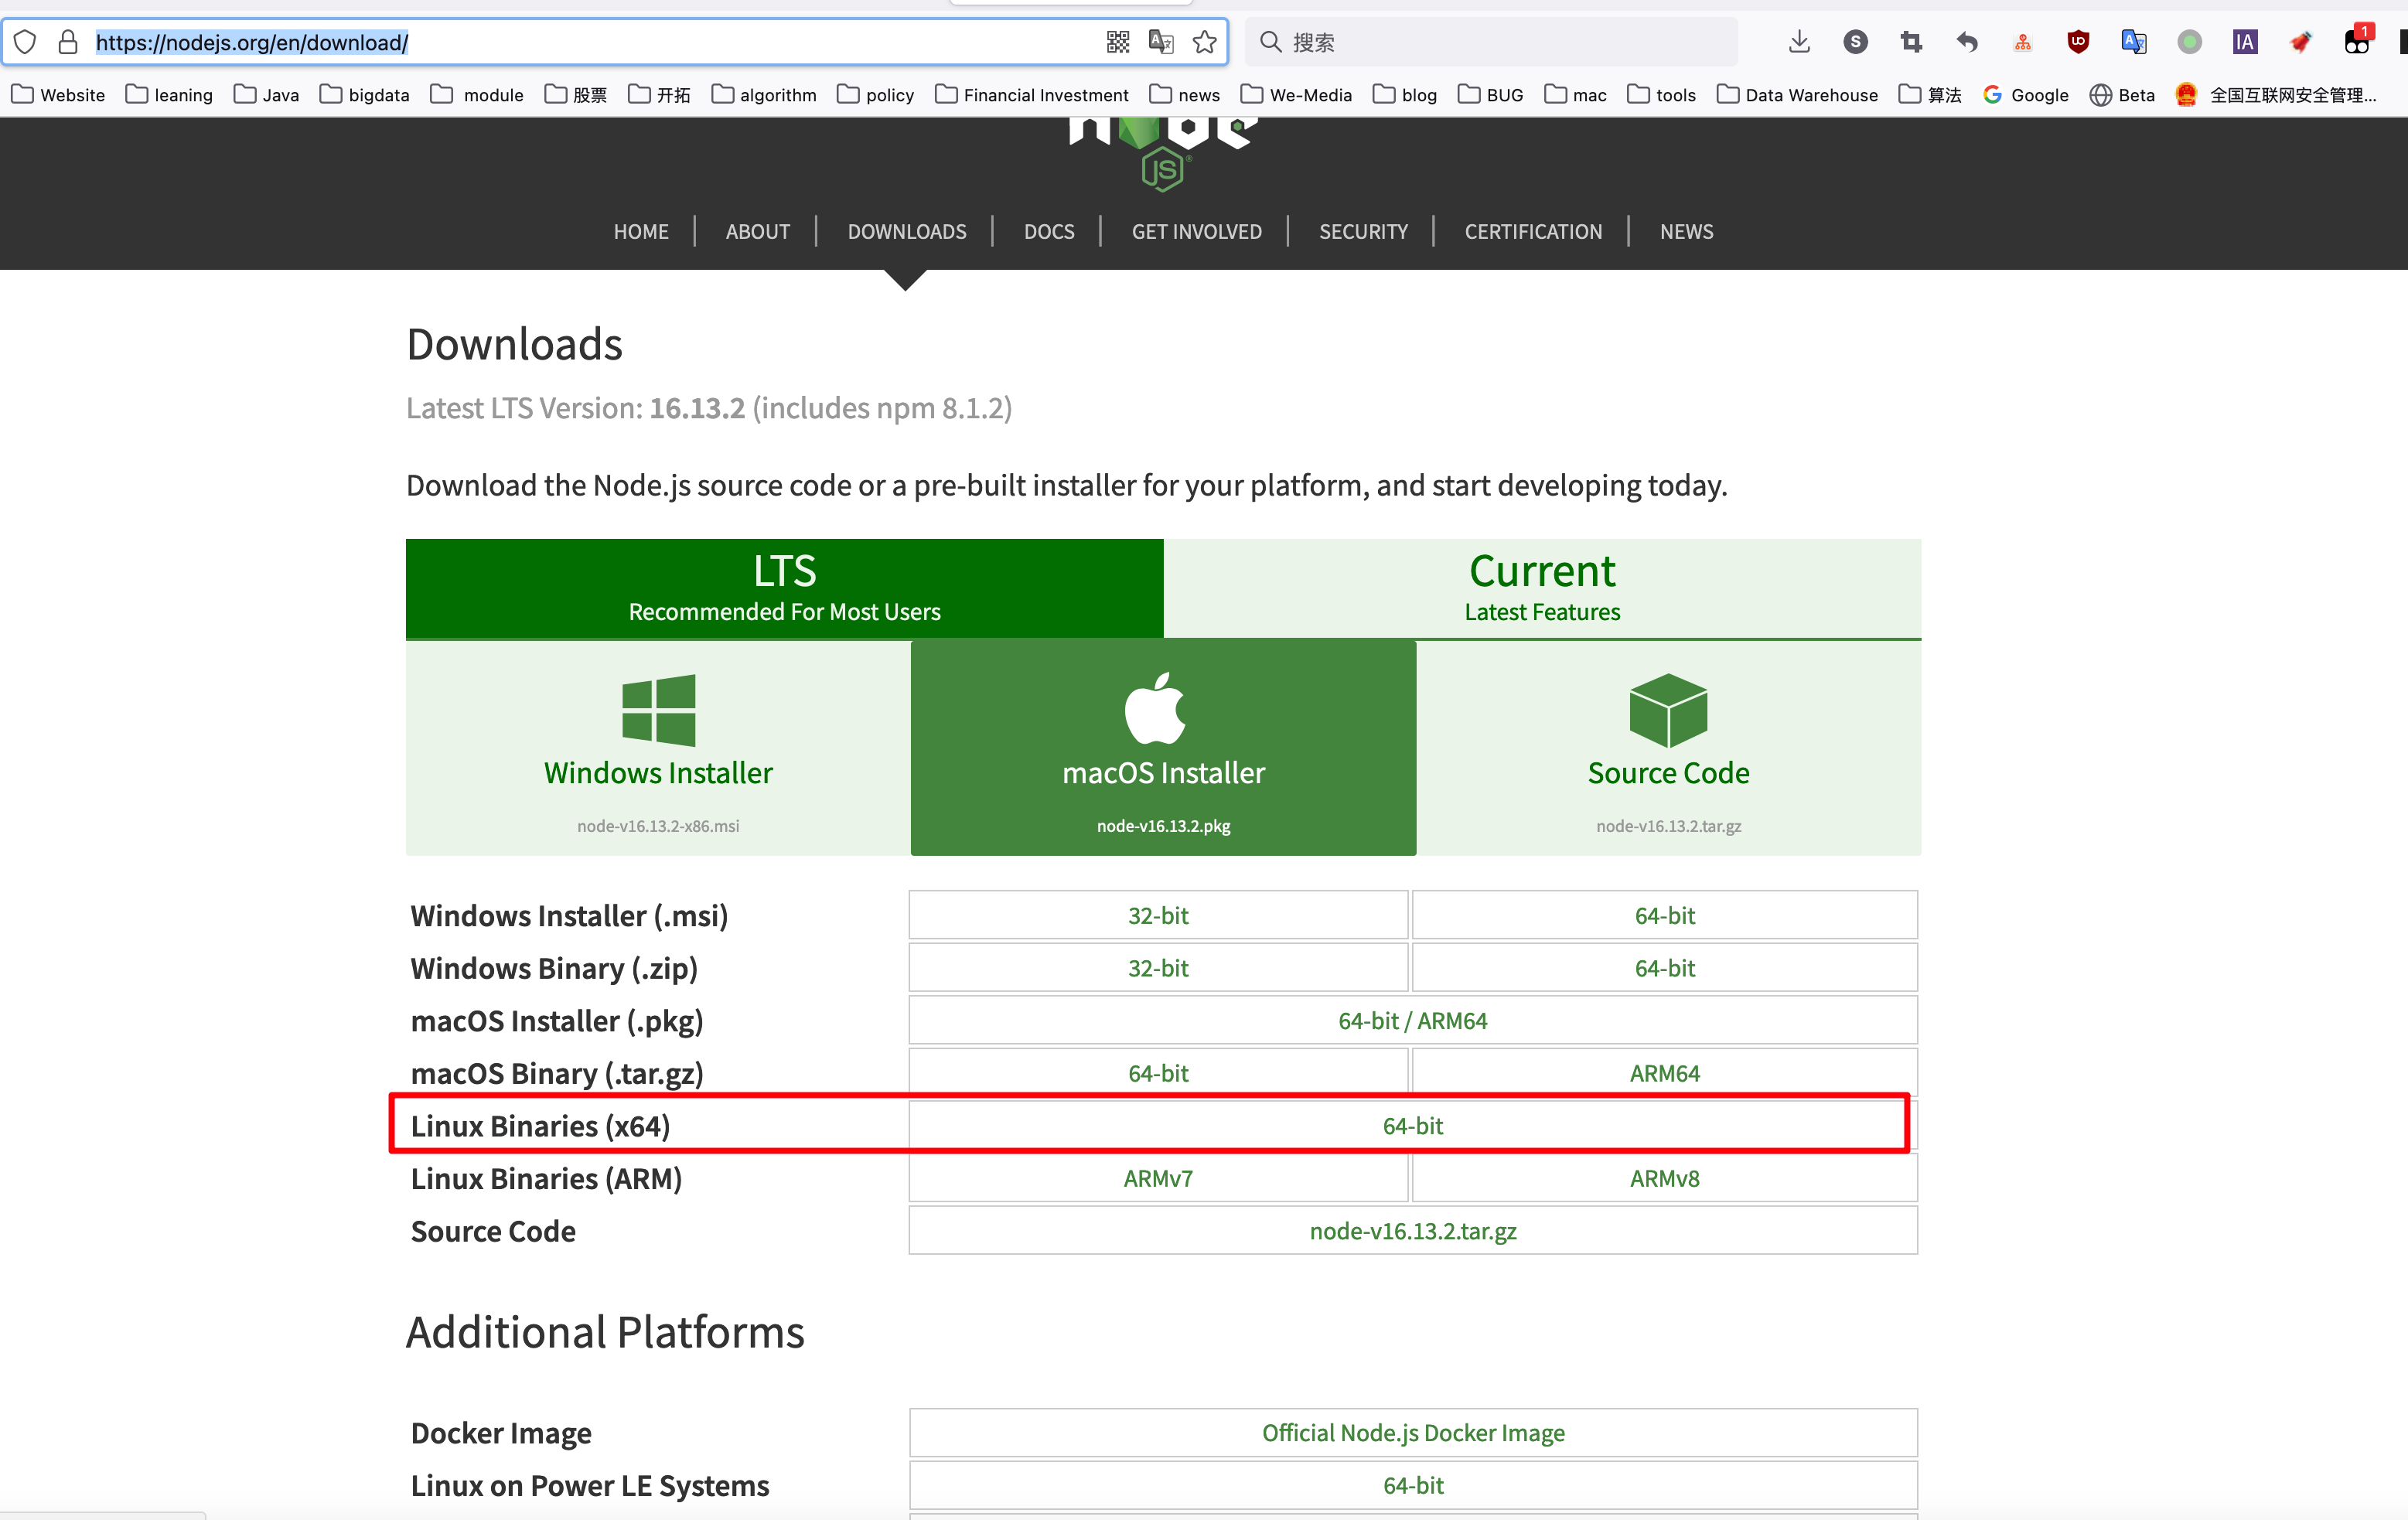 https://nodejs.org/en/download/
搜索
S
UD
IA
1
Website leaning Java bigdata module 股票 开拓 algorithm policy Financial Investment news We-Media blog BUG mac tools Data Warehouse 算法 Google Beta 全国互联网安全管理...
node
JS
HOME ABOUT DOWNLOADS DOCS GET INVOLVED SECURITY CERTIFICATION NEWS
Downloads
Latest LTS Version: 16.13.2 (includes npm 8.1.2)
Download the Node.js source code or a pre-built installer for your platform, and start developing today.
LTS
Recommended For Most Users
Current
Latest Features
Windows Installer
node-v16.13.2-x86.msi
macOS Installer
node-v16.13.2.pkg
Source Code
node-v16.13.2.tar.gz
Windows Installer (.msi) 32-bit 64-bit
Windows Binary (.zip) 32-bit 64-bit
macOS Installer (.pkg) 64-bit / ARM64
macOS Binary (.tar.gz) 64-bit ARM64
Linux Binaries (x64) 64-bit
Linux Binaries (ARM) ARMv7 ARMv8
Source Code node-v16.13.2.tar.gz
Additional Platforms
Docker Image Official Node.js Docker Image
Linux on Power LE Systems 64-bit